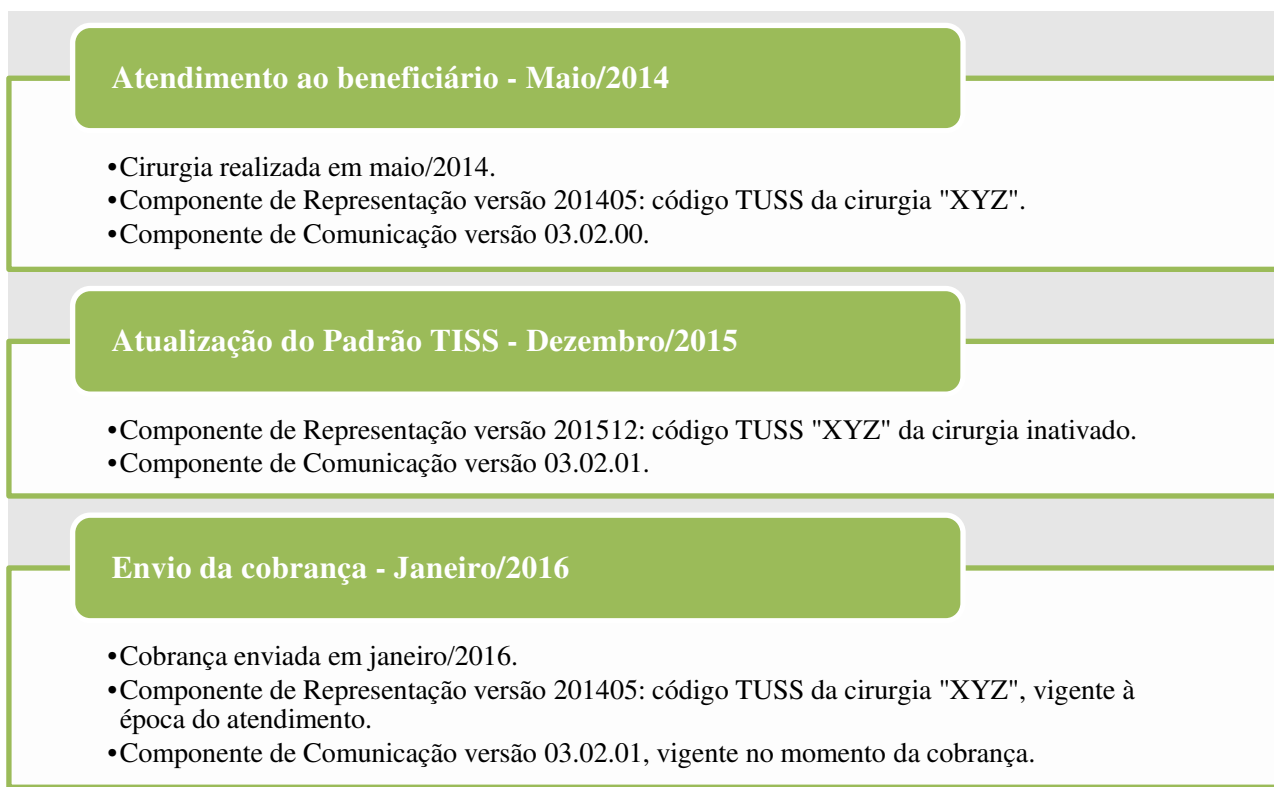 Atendimento ao beneficiário - Maio/2014
•Cirurgia realizada em maio/2014.
•Componente de Representação versão 201405: código TUSS da cirurgia "XYZ".
•Componente de Comunicação versão 03.02.00.
Atualização do Padrão TISS - Dezembro/2015
•Componente de Representação versão 201512: código TUSS "XYZ" da cirurgia inativado.
•Componente de Comunicação versão 03.02.01.
Envio da cobrança - Janeiro/2016
•Cobrança enviada em janeiro/2016.
•Componente de Representação versão 201405: código TUSS da cirurgia "XYZ", vigente à
época do atendimento.
•Componente de Comunicação versão 03.02.01, vigente no momento da cobrança.